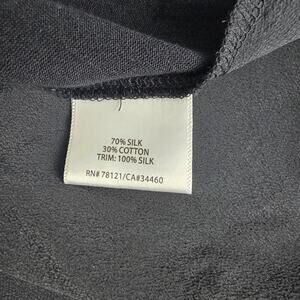 70% SILK
30% COTTON
TRIM: 100% SILK
RN# 78121/CA#34460